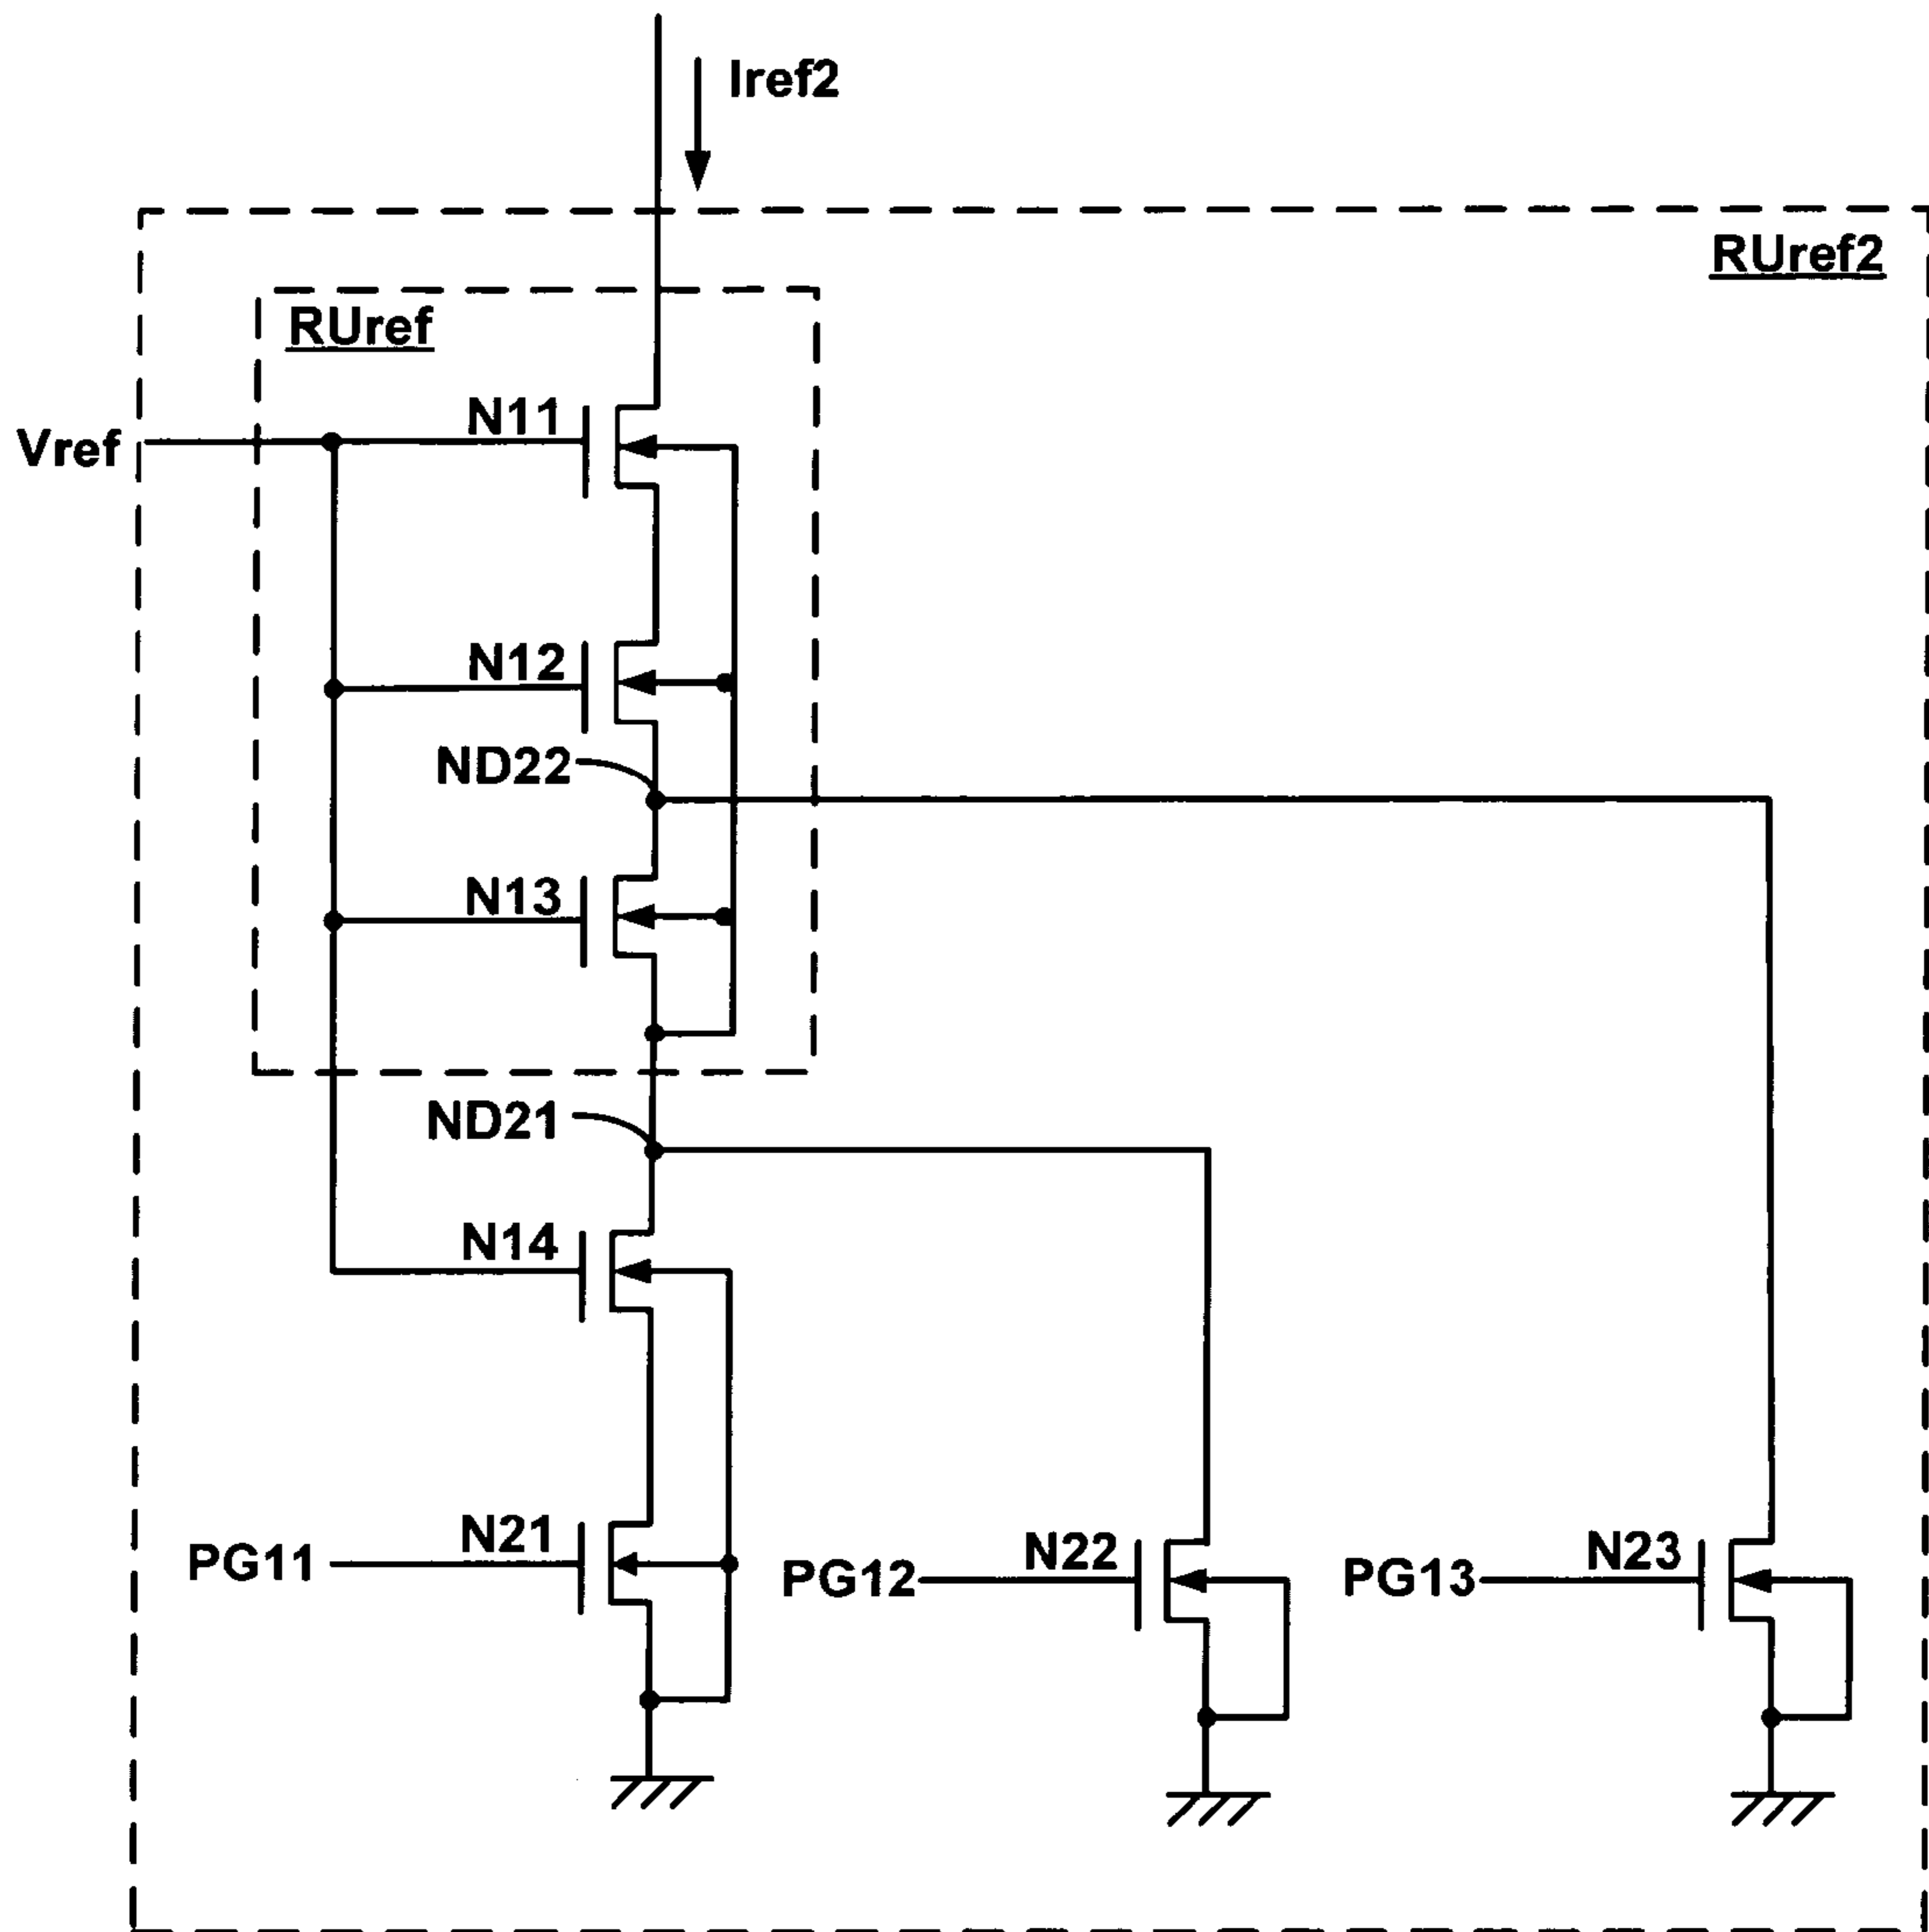 Iref2
RUref2
RUref
N11
Vref
N12
ND22
N13
ND21
N14
N21
PG11
N22
PG12
N23
PG13